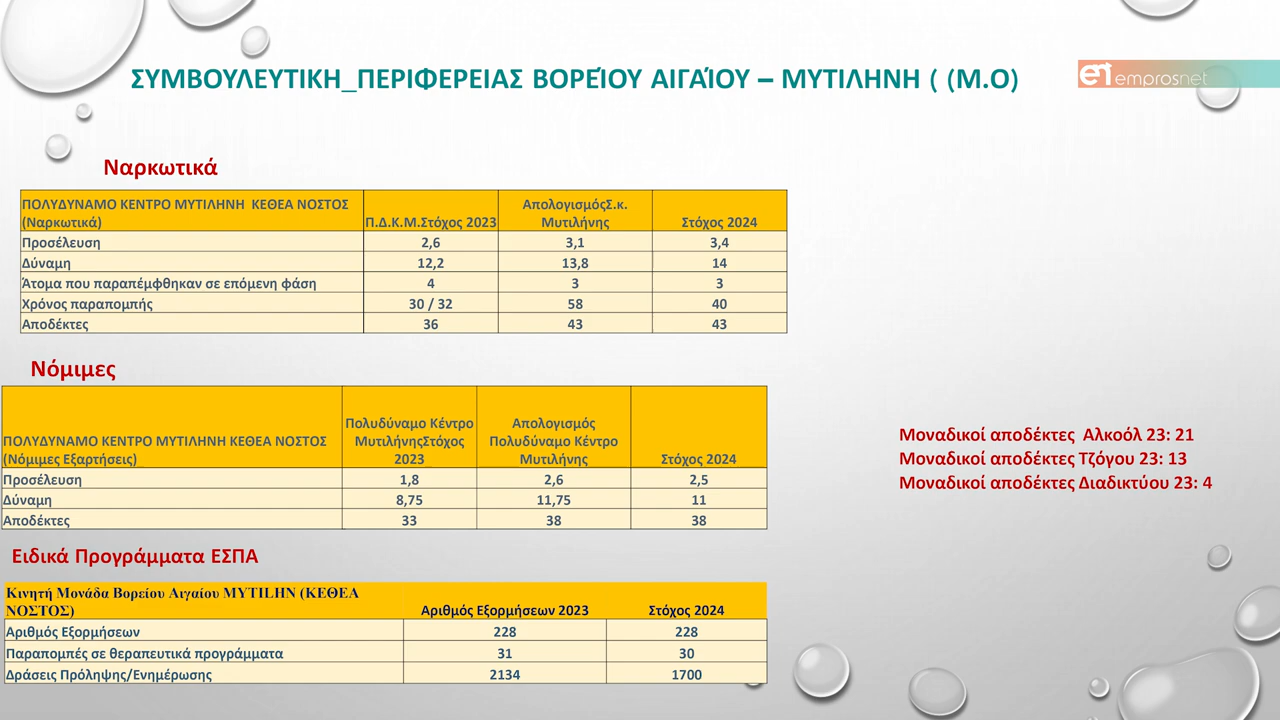 ΣΥΜΒΟΥΛΕΥΤΙΚΗ_ΠΕΡΙΦΕΡΕΙΑΣ ΒΟΡΕΊΟΥ ΑΙΓΑΊΟΥ – ΜΥΤΙΛΗΝΗ ( (Μ.Ο)
emprosnet
Ναρκωτικά
ΠΟΛΥΔΥΝΑΜΟ ΚΕΝΤΡΟ ΜΥΤΙΛΗΝΗ ΚΕΘΕΑ ΝΟΣΤΟΣ (Ναρκωτικά) Π.Δ.Κ.Μ.Στόχος 2023 ΑπολογισμόςΣ.κ. Μυτιλήνης Στόχος 2024
Προσέλευση 2,6 3,1 3,4
Δύναμη 12,2 13,8 14
Άτομα που παραπέμφθηκαν σε επόμενη φάση 4 3 3
Χρόνος παραπομπής 30 / 32 58 40
Αποδέκτες 36 43 43
Νόμιμες
ΠΟΛΥΔΥΝΑΜΟ ΚΕΝΤΡΟ ΜΥΤΙΛΗΝΗ ΚΕΘΕΑ ΝΟΣΤΟΣ (Νόμιμες Εξαρτήσεις) Πολυδύναμο Κέντρο ΜυτιλήνηςΣτόχος 2023 Απολογισμός Πολυδύναμο Κέντρο Μυτιλήνης Στόχος 2024
Προσέλευση 1,8 2,6 2,5
Δύναμη 8,75 11,75 11
Αποδέκτες 33 38 38
Μοναδικοί αποδέκτες Αλκοόλ 23: 21
Μοναδικοί αποδέκτες Τζόγου 23: 13
Μοναδικοί αποδέκτες Διαδικτύου 23: 4
Ειδικά Προγράμματα ΕΣΠΑ
Κινητή Μονάδα Βορείου Αιγαίου MYTILHN (ΚΕΘΕΑ ΝΟΣΤΟΣ) Αριθμός Εξορμήσεων 2023 Στόχος 2024
Αριθμός Εξορμήσεων 228 228
Παραπομπές σε θεραπευτικά προγράμματα 31 30
Δράσεις Πρόληψης/Ενημέρωσης 2134 1700